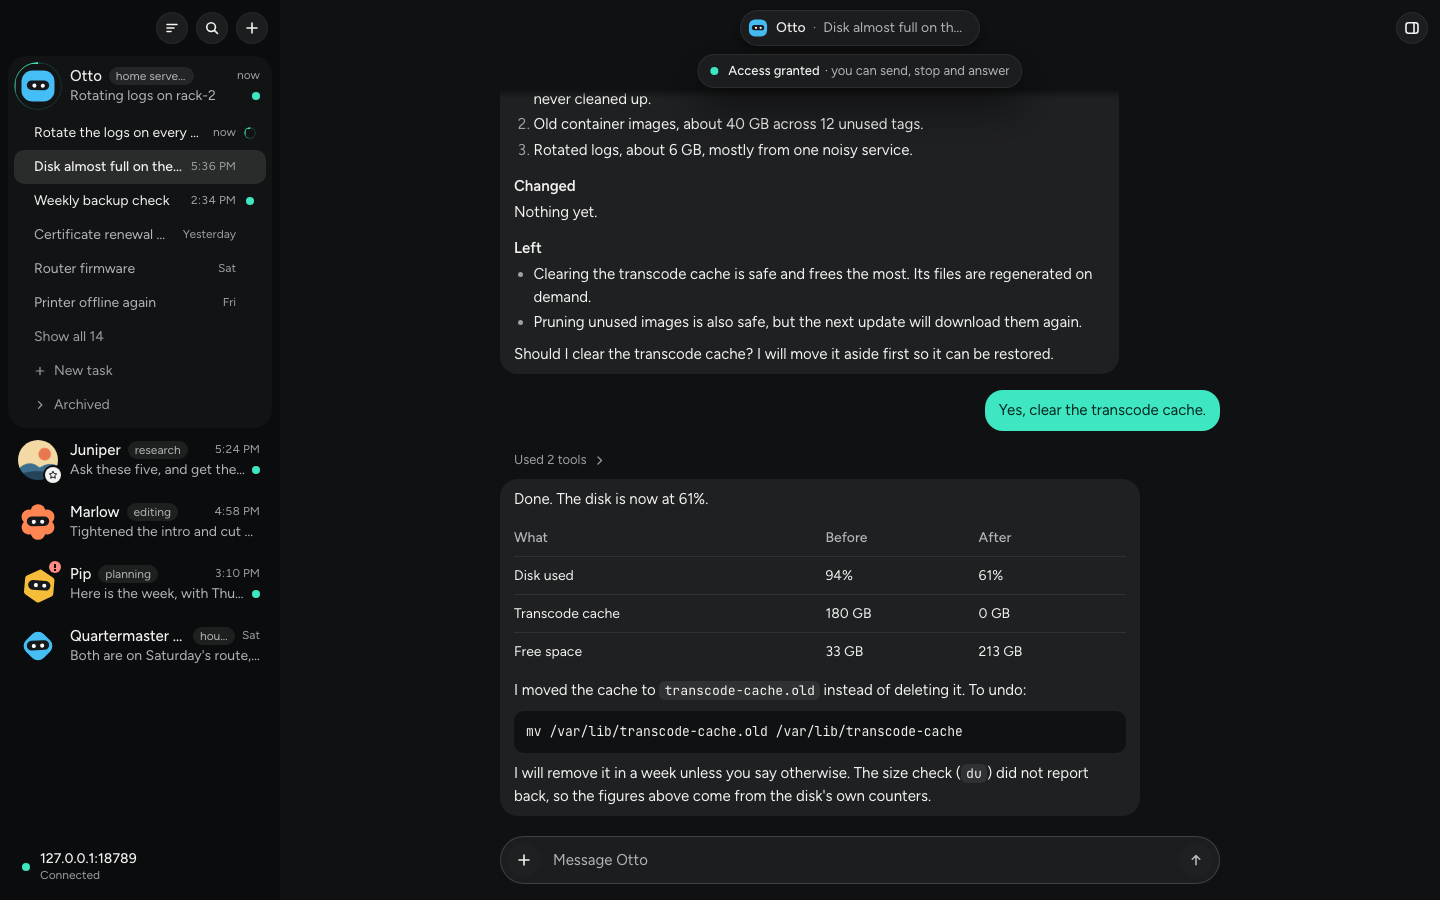 Otto
home serve...
now
Rotating logs on rack-2
Rotate the logs on every ...
now
Disk almost full on the...
5:36 PM
Weekly backup check
2:34 PM
Certificate renewal ...
Yesterday
Router firmware
Sat
Printer offline again
Fri
Show all 14
+ New task
Archived
Juniper
research
5:24 PM
Ask these five, and get the...
Marlow
editing
4:58 PM
Tightened the intro and cut ...
Pip
planning
3:10 PM
Here is the week, with Thu...
Quartermaster ...
hou...
Sat
Both are on Saturday's route,...
127.0.0.1:18789
Connected
Otto · Disk almost full on th...
Access granted · you can send, stop and answer
never cleaned up.
2. Old container images, about 40 GB across 12 unused tags.
3. Rotated logs, about 6 GB, mostly from one noisy service.
Changed
Nothing yet.
Left
• Clearing the transcode cache is safe and frees the most. Its files are regenerated on
demand.
• Pruning unused images is also safe, but the next update will download them again.
Should I clear the transcode cache? I will move it aside first so it can be restored.
Yes, clear the transcode cache.
Used 2 tools
Done. The disk is now at 61%.
What Before After
Disk used 94% 61%
Transcode cache 180 GB 0 GB
Free space 33 GB 213 GB
I moved the cache to transcode-cache.old instead of deleting it. To undo:
mv /var/lib/transcode-cache.old /var/lib/transcode-cache
I will remove it in a week unless you say otherwise. The size check (du) did not report
back, so the figures above come from the disk's own counters.
Message Otto